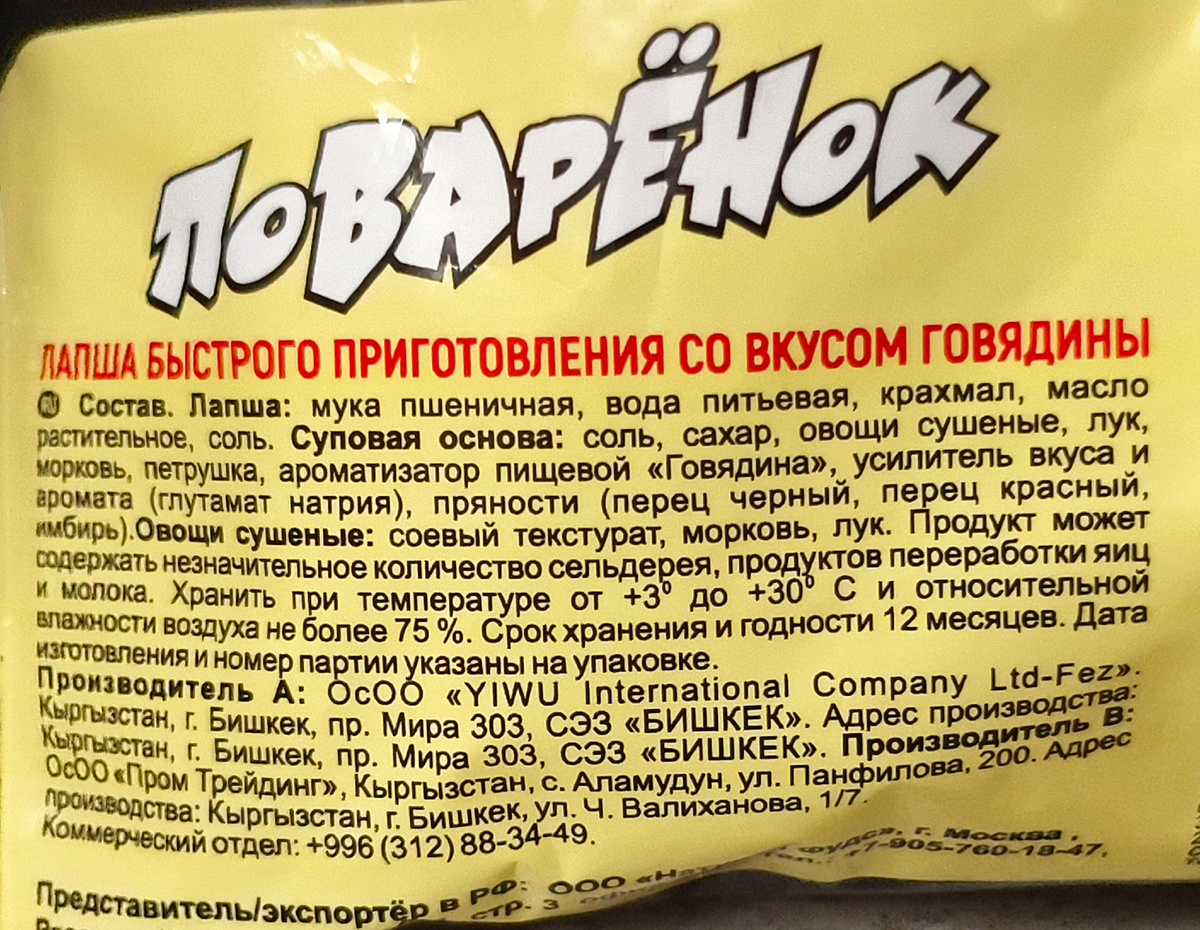 ПОВАРЁНОК
ЛАПША БЫСТРОГО ПРИГОТОВЛЕНИЯ СО ВКУСОМ ГОВЯДИНЫ
RU Состав. Лапша: мука пшеничная, вода питьевая, крахмал, масло
растительное, соль. Суповая основа: соль, сахар, овощи сушеные, лук,
морковь, петрушка, ароматизатор пищевой «Говядина», усилитель вкуса и
аромата (глутамат натрия), пряности (перец черный, перец красный,
имбирь).Овощи сушеные: соевый текстурат, морковь, лук. Продукт может
содержать незначительное количество сельдерея, продуктов переработки яиц
и молока. Хранить при температуре от +3⁰ до +30⁰ С и относительной
влажности воздуха не более 75 %. Срок хранения и годности 12 месяцев. Дата
изготовления и номер партии указаны на упаковке.
Производитель А: ОсОО «YIWU International Company Ltd-Fez».
Кыргызстан, г. Бишкек, пр. Мира 303, СЭЗ «БИШКЕК». Адрес производства:
Кыргызстан, г. Бишкек, пр. Мира 303, СЭЗ «БИШКЕК». Производитель В:
ОсОО «Пром Трейдинг», Кыргызстан, с. Аламудун, ул. Панфилова, 200. Адрес
производства: Кыргызстан, г. Бишкек, ул. Ч. Валиханова, 1/7.
Коммерческий отдел: +996 (312) 88-34-49.
Представитель/экспортёр в РФ: ООО г. Москва,
стр. 3 -905-760-18-47,